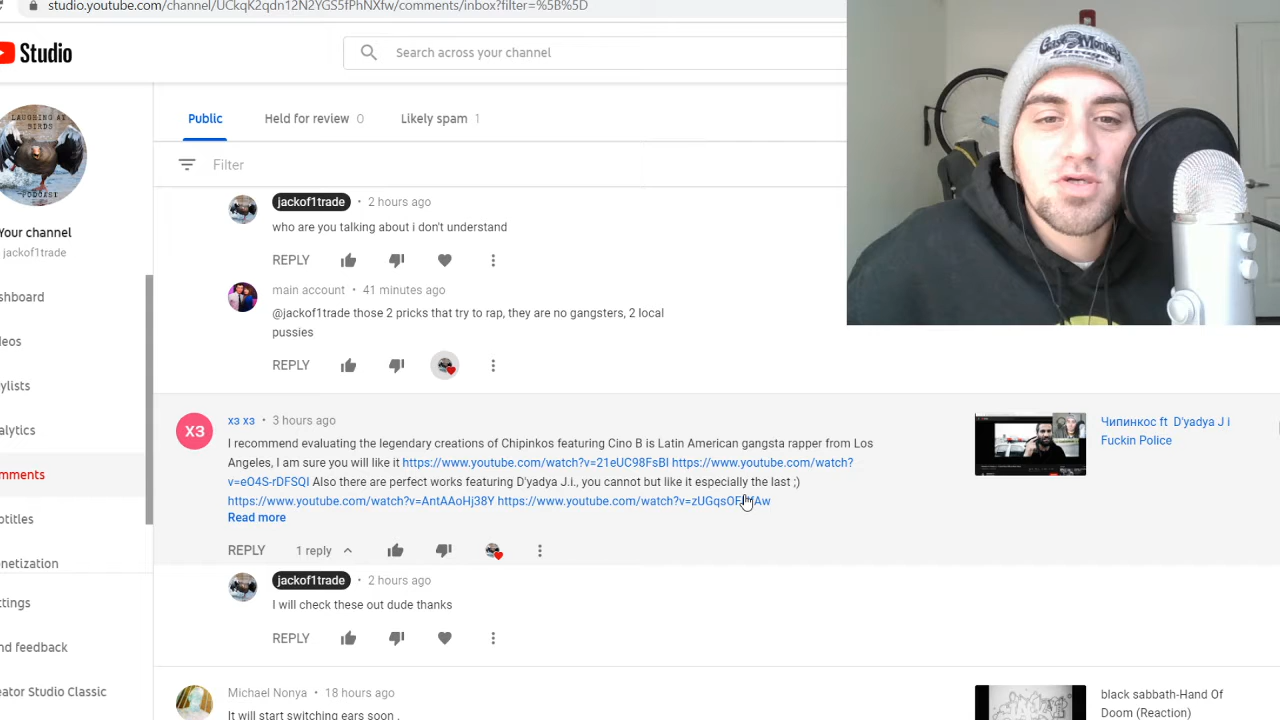 studio.youtube.com/channel/UCkqK2qdn12N2YGS5fPhNXfw/comments/inbox?filter=%5B%5D
Studio
Search across your channel
LAUGHING AT
BIRDS
PODCAST
Your channel
jackof1trade
shboard
eos
ylists
alytics
mments
otitles
netization
ttings
nd feedback
eator Studio Classic
Public
Held for review 0
Likely spam 1
Filter
jackof1trade • 2 hours ago
who are you talking about i don't understand
REPLY
main account • 41 minutes ago
@jackof1trade those 2 pricks that try to rap, they are no gangsters, 2 local
pussies
REPLY
ХЗ
хз хз • 3 hours ago
I recommend evaluating the legendary creations of Chipinkos featuring Cino B is Latin American gangsta rapper from Los
Angeles, I am sure you will like it https://www.youtube.com/watch?v=21eUC98FsBI https://www.youtube.com/watch?
v=eO4S-rDFSQI Also there are perfect works featuring D'yadya J.i., you cannot but like it especially the last ;)
https://www.youtube.com/watch?v=AntAAoHj38Y
Read more
REPLY 1 reply
Чипинкос ft D'yadya J i
Fuckin Police
jackof1trade • 2 hours ago
I will check these out dude thanks
REPLY
Michael Nonya • 18 hours ago
It will start switching ears soon .
black sabbath-Hand Of
Doom (Reaction)
Gas Monkey
Garage